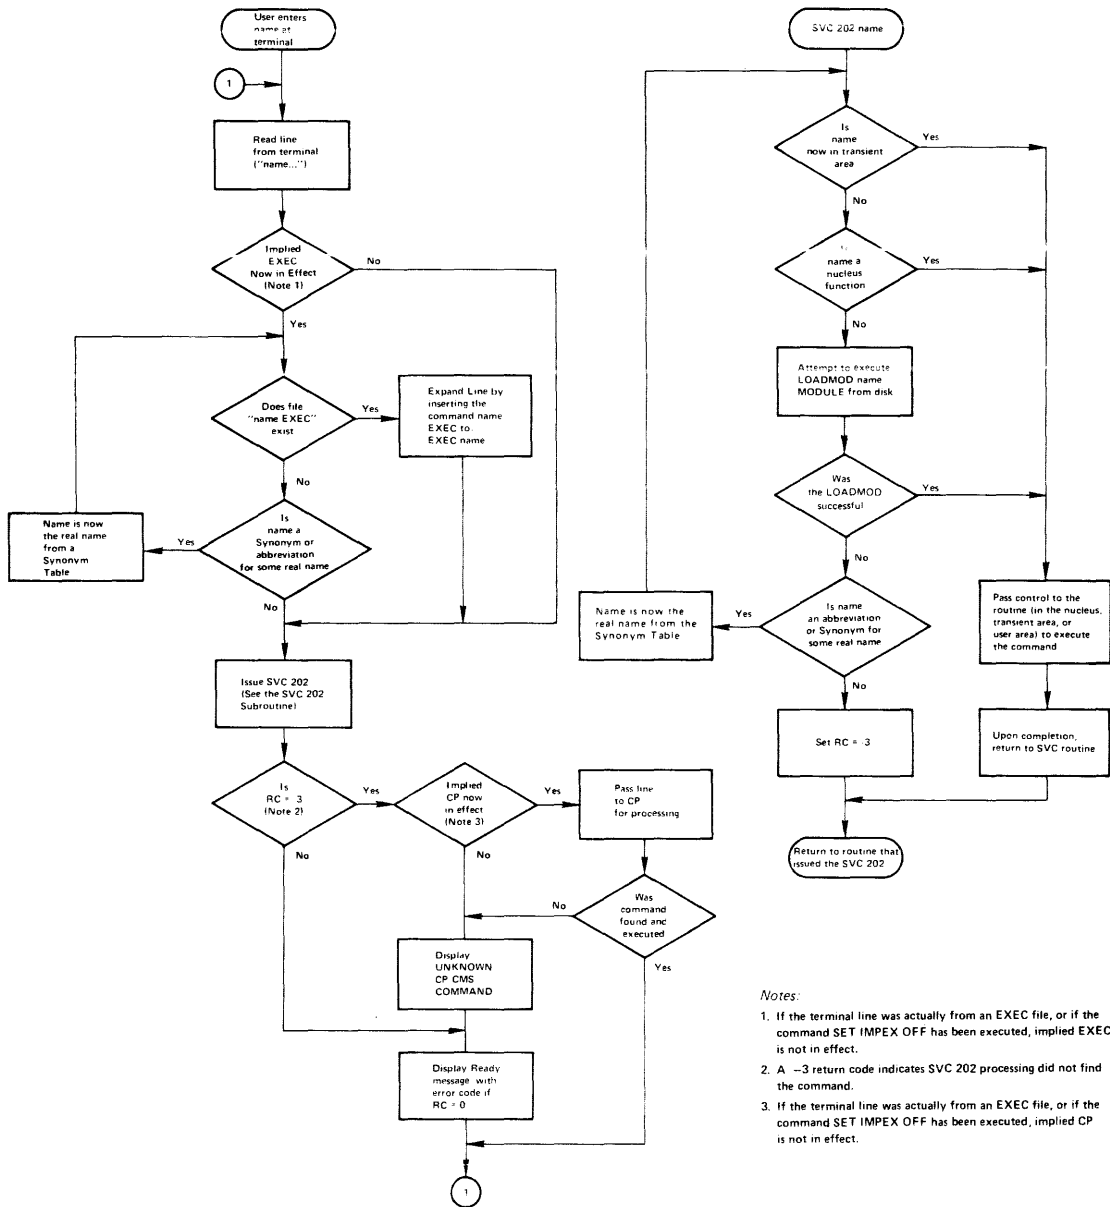 User enters
name at
terminal
1
Read line
from terminal
("name...")
Implied
EXEC
Now in Effect
(Note 1)
No
Yes
Does file
"name EXEC"
exist
Yes
Expand Line by
inserting the
command name
EXEC to
EXEC name
No
Is
name a
Synonym or
abbreviation
for some real name
Yes
Name is now
the real name
from a
Synonym
Table
No
Issue SVC 202
(See the SVC 202
Subroutine)
Is
RC = 3
(Note 2)
Yes
No
Implied
CP now
in effect
(Note 3)
Yes
No
Pass line
to CP
for processing
Was
command
found and
executed
No
Yes
Display
UNKNOWN
CP CMS
COMMAND
Display Ready
message with
error code if
RC = 0
1
SVC 202 name
Is
name
now in transient
area
Yes
No
Is
name a
nucleus
function
Yes
No
Attempt to execute
LOADMOD name
MODULE from disk
Was
the LOADMOD
successful
Yes
No
Is name
an abbreviation
or Synonym for
some real name
Yes
Name is now the
real name from the
Synonym Table
No
Set RC = -3
Pass control to the
routine (in the nucleus,
transient area, or
user area) to execute
the command
Upon completion,
return to SVC routine
Return to routine that
issued the SVC 202
Notes:
1. If the terminal line was actually from an EXEC file, or if the
command SET IMPEX OFF has been executed, implied EXEC
is not in effect.
2. A −3 return code indicates SVC 202 processing did not find
the command.
3. If the terminal line was actually from an EXEC file, or if the
command SET IMPEX OFF has been executed, implied CP
is not in effect.